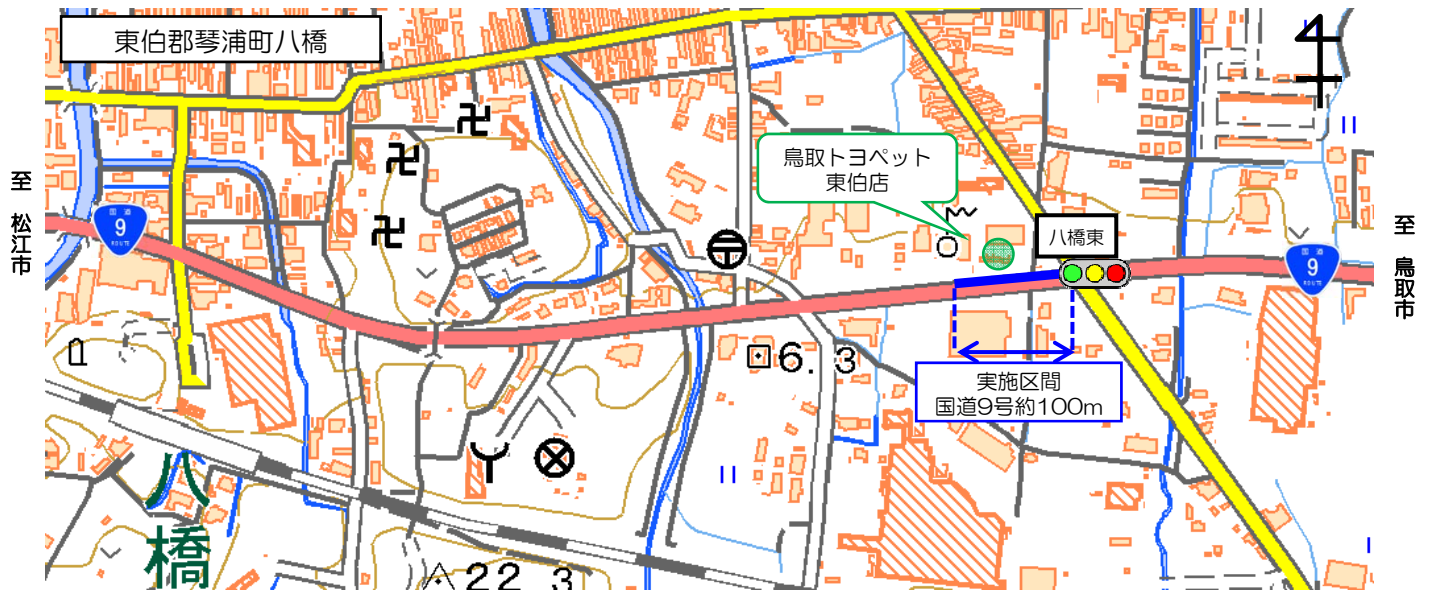 東伯郡琴浦町八橋
鳥取トヨペット
東伯店
至 松江市
国道
9
ROUTE
八橋東
至 鳥取市
国道
9
ROUTE
6.3
実施区間
国道9号約100m
八橋
22.3